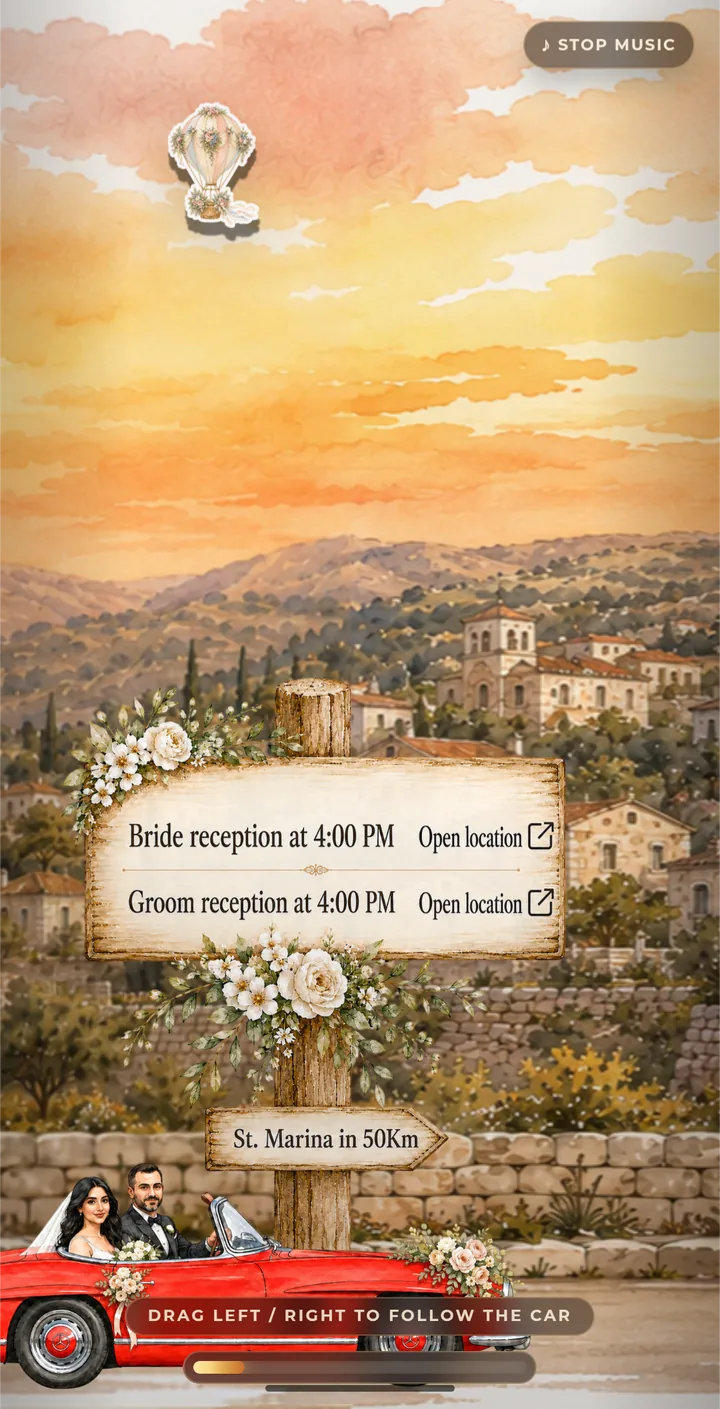 ♪ STOP MUSIC
Bride reception at 4:00 PM Open location
Groom reception at 4:00 PM Open location
St. Marina in 50Km
DRAG LEFT / RIGHT TO FOLLOW THE CAR